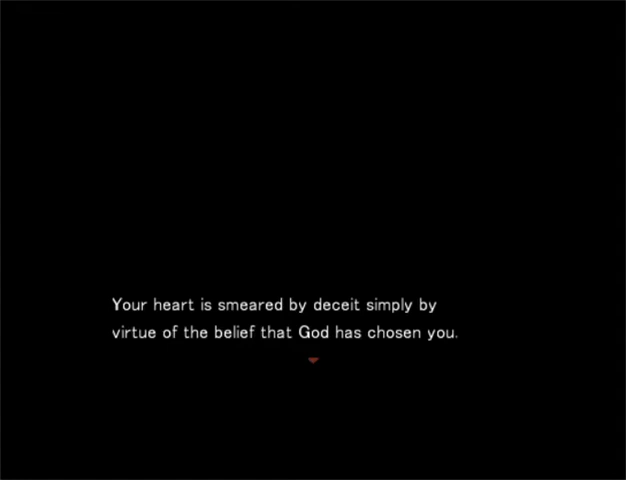 Your heart is smeared by deceit simply by
virtue of the belief that God has chosen you.